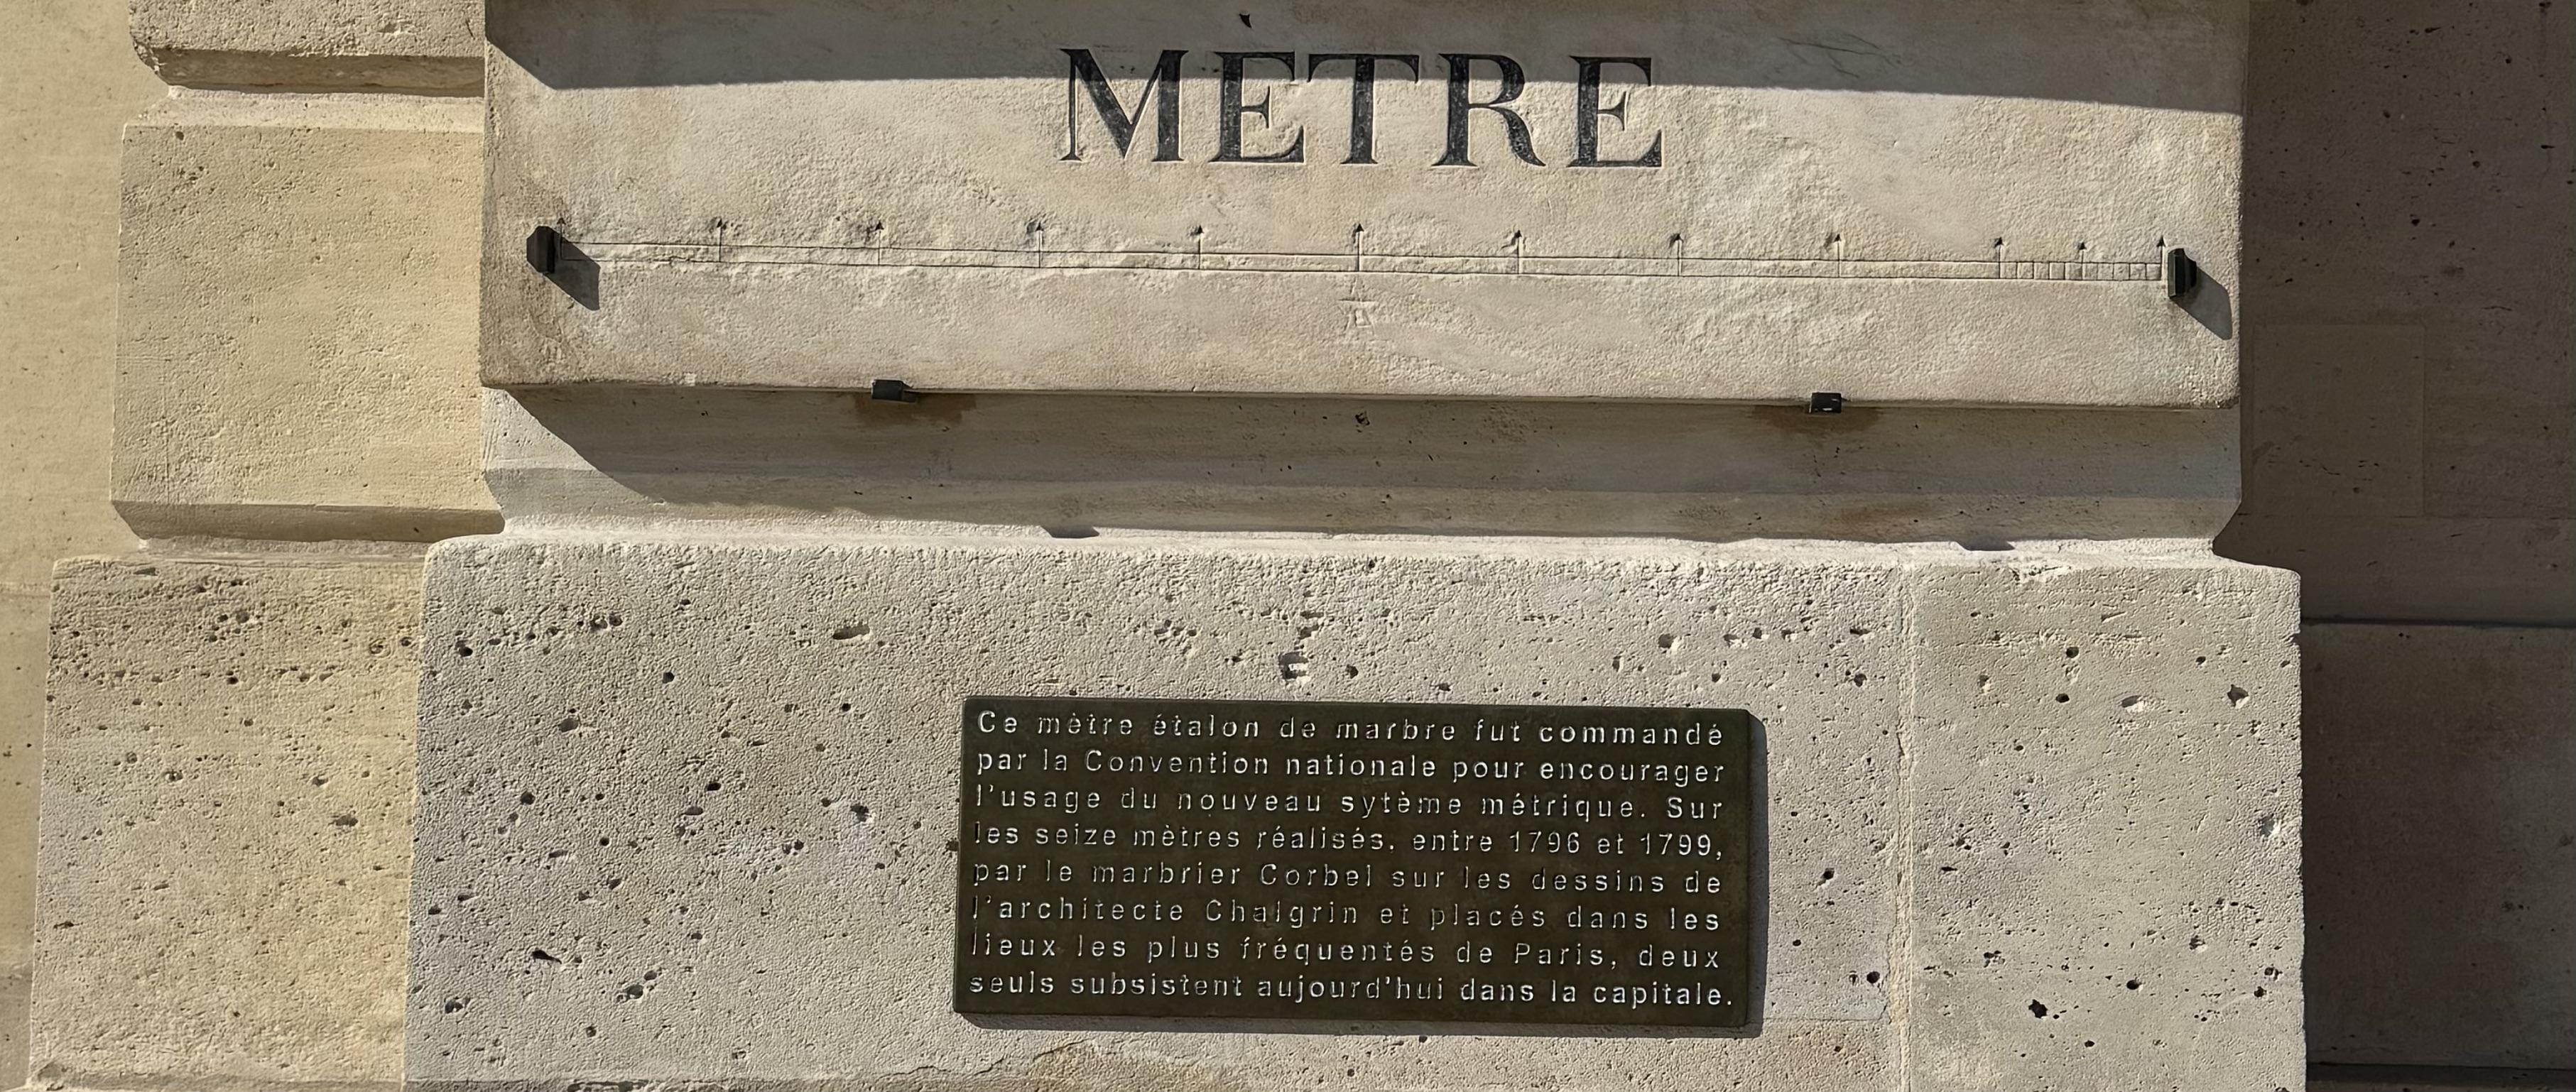 MÈTRE
Ce mètre étalon de marbre fut commandé
par la Convention nationale pour encourager
l'usage du nouveau sytème métrique. Sur
les seize mètres réalisés, entre 1796 et 1799,
par le marbrier Corbel sur les dessins de
l'architecte Chalgrin et placés dans les
lieux les plus fréquentés de Paris, deux
seuls subsistent aujourd'hui dans la capitale.